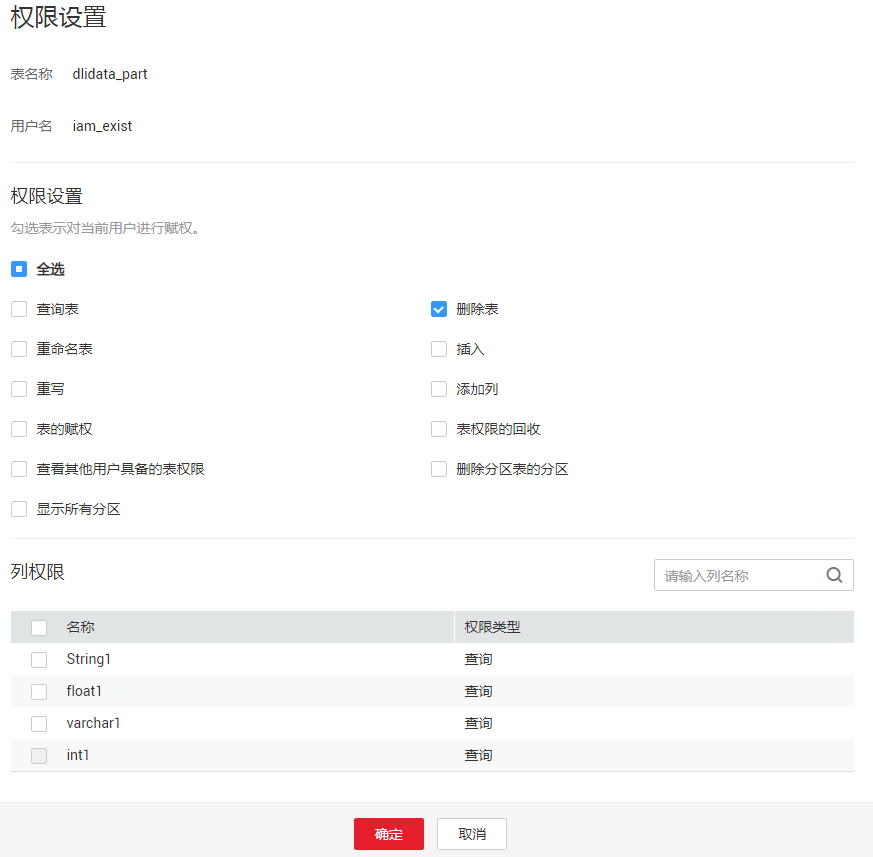 权限设置
表名称 dlidata_part
用户名 iam_exist
权限设置
勾选表示对当前用户进行赋权。
全选
查询表 删除表
重命名表 插入
重写 添加列
表的赋权 表权限的回收
查看其他用户具备的表权限 删除分区表的分区
显示所有分区
列权限 请输入列名称
名称 权限类型
String1 查询
float1 查询
varchar1 查询
int1 查询
确定 取消